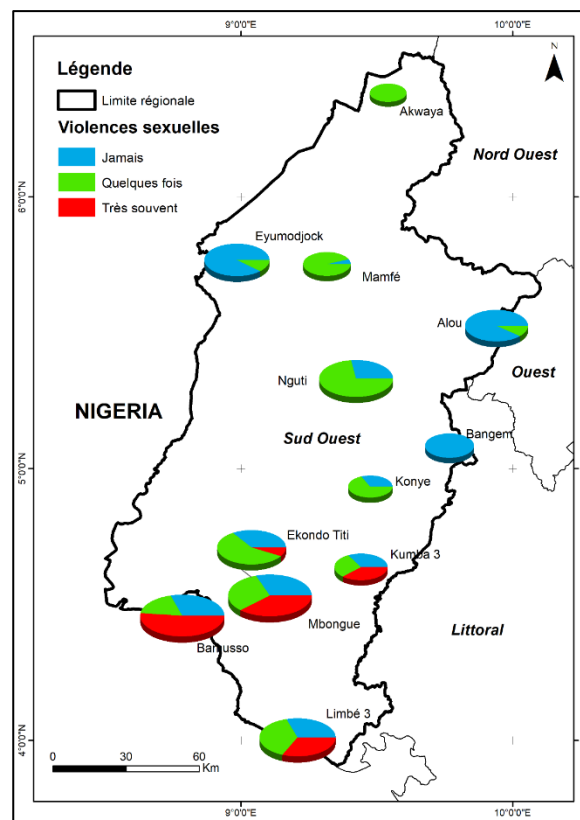 9°0'0"E
10°0'0"E
Légende
Limite régionale
Violences sexuelles
Jamais
Quelques fois
Très souvent
N
Akwaya
Nord Ouest
6°0'0"N
Eyumodjock
Mamfé
Alou
Nguti
Ouest
NIGERIA
Bangem
Sud Ouest
5°0'0"N
Konye
Ekondo Titi
Kumba 3
Mbongue
Littoral
Bamusso
Limbé 3
4°0'0"N
0 30 60
Km
9°0'0"E
10°0'0"E